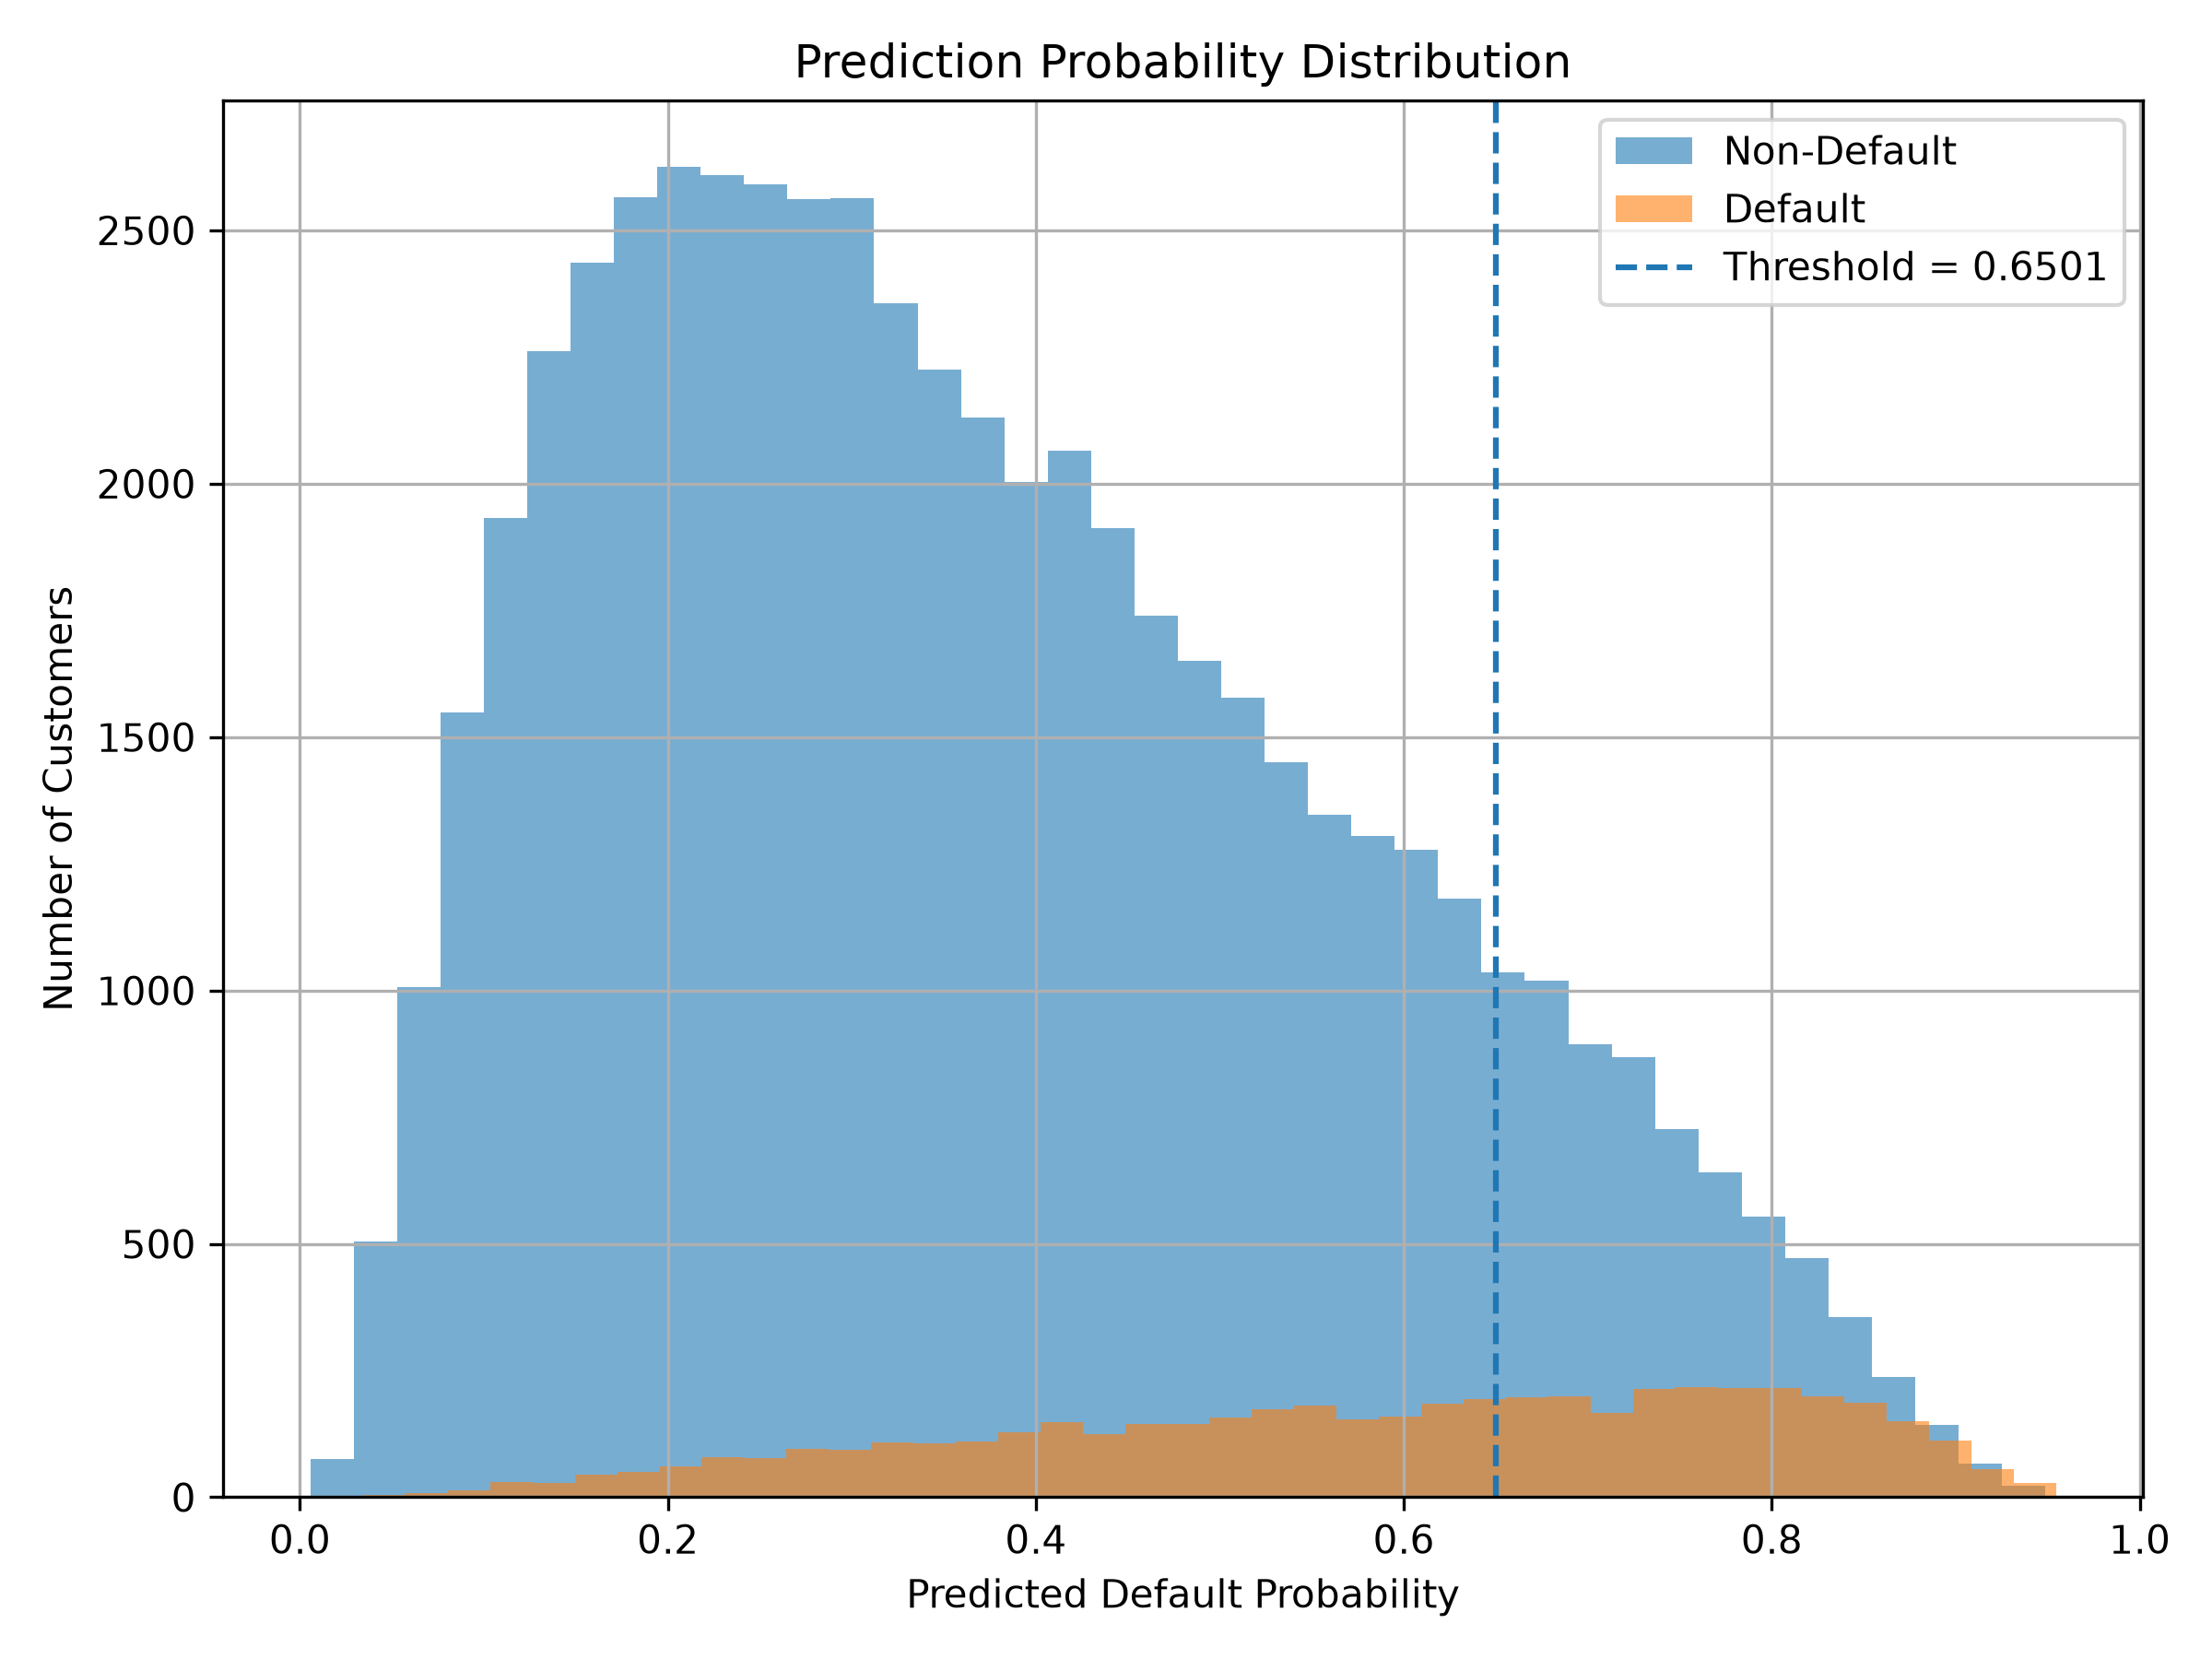 Prediction Probability Distribution
Non-Default
Default
Threshold = 0.6501
Number of Customers
2500
2000
1500
1000
500
0
0.0 0.2 0.4 0.6 0.8 1.0
Predicted Default Probability